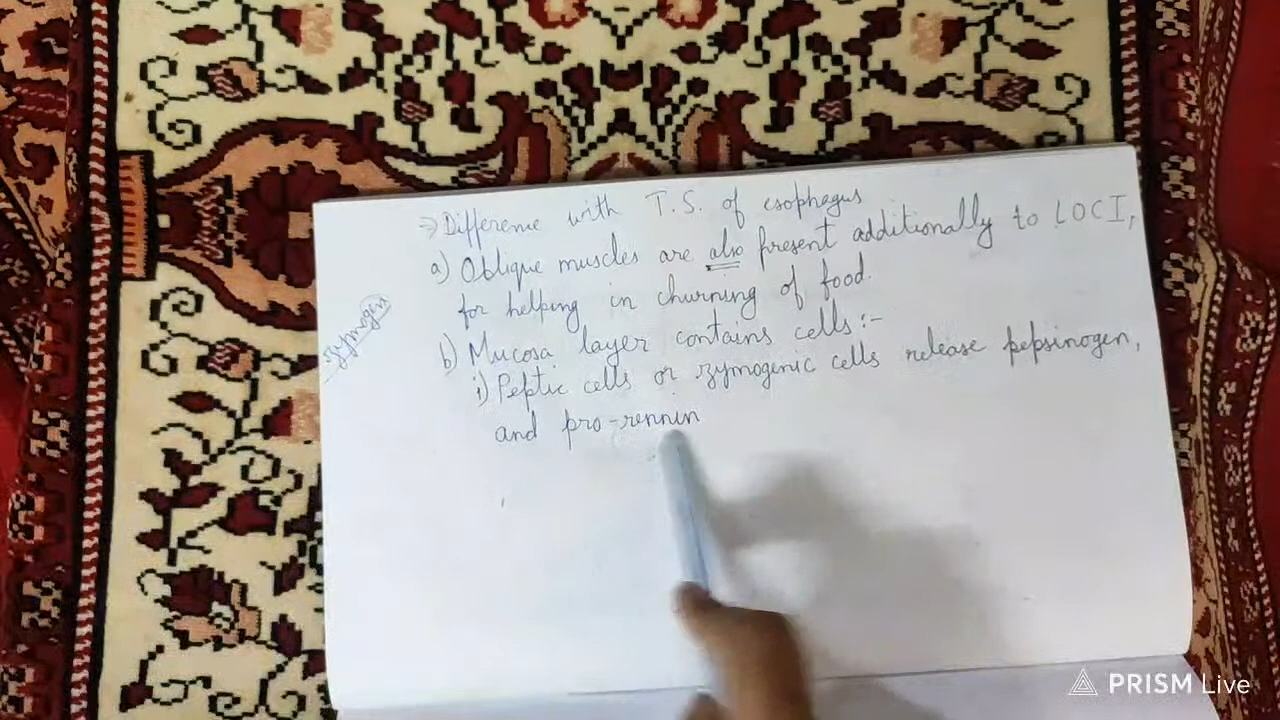 ⇒ Difference with T.S. of esophagus
a) Oblique muscles are also present additionally to LOCI,
for helping in churning of food.
b) Mucosa layer contains cells:-
i) Peptic cells or zymogenic cells release pepsinogen,
and pro-rennin
zymogen
PRISM Live